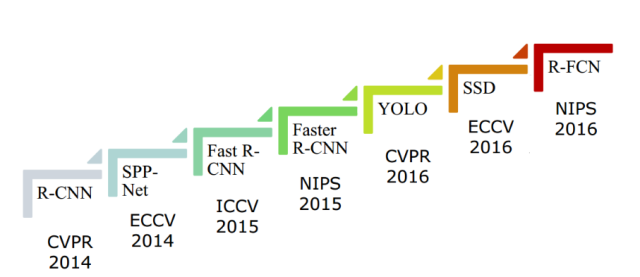 R-CNN
CVPR
2014
SPP-
Net
ECCV
2014
Fast R-
CNN
ICCV
2015
Faster
R-CNN
NIPS
2015
YOLO
CVPR
2016
SSD
ECCV
2016
R-FCN
NIPS
2016